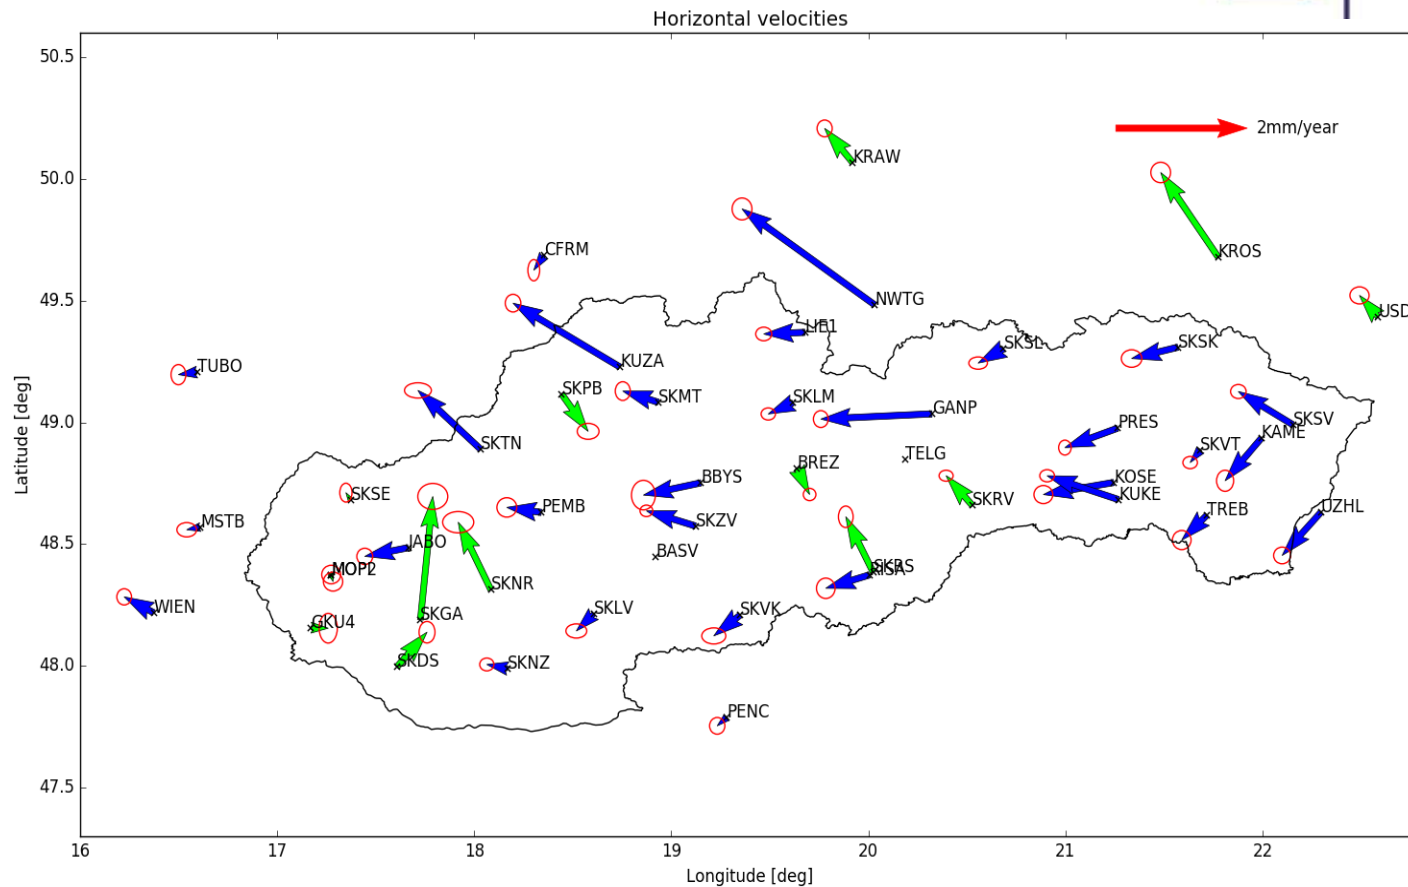 Horizontal velocities
50.5
2mm/year
KRAW
50.0
KROS
CFRM
49.5
NWTG
USD
LIE1
SKSL
SKSK
TUBO
KUZA
SKPB
SKMT
SKLM
GANP
49.0
PRES
SKSV
KAME
SKTN
SKVT
TELG
BREZ
BBYS
KOSE
SKSE
KUKE
SKRV
PEMB
TREB
UZHL
MSTB
SKZV
48.5
JABO
BASV
MOP2
SKNR
WIEN
SKLV
SKVK
GKU4
SKGA
48.0
SKDS
SKNZ
PENC
47.5
16
17
18
19
20
21
22
Longitude [deg]
Latitude [deg]